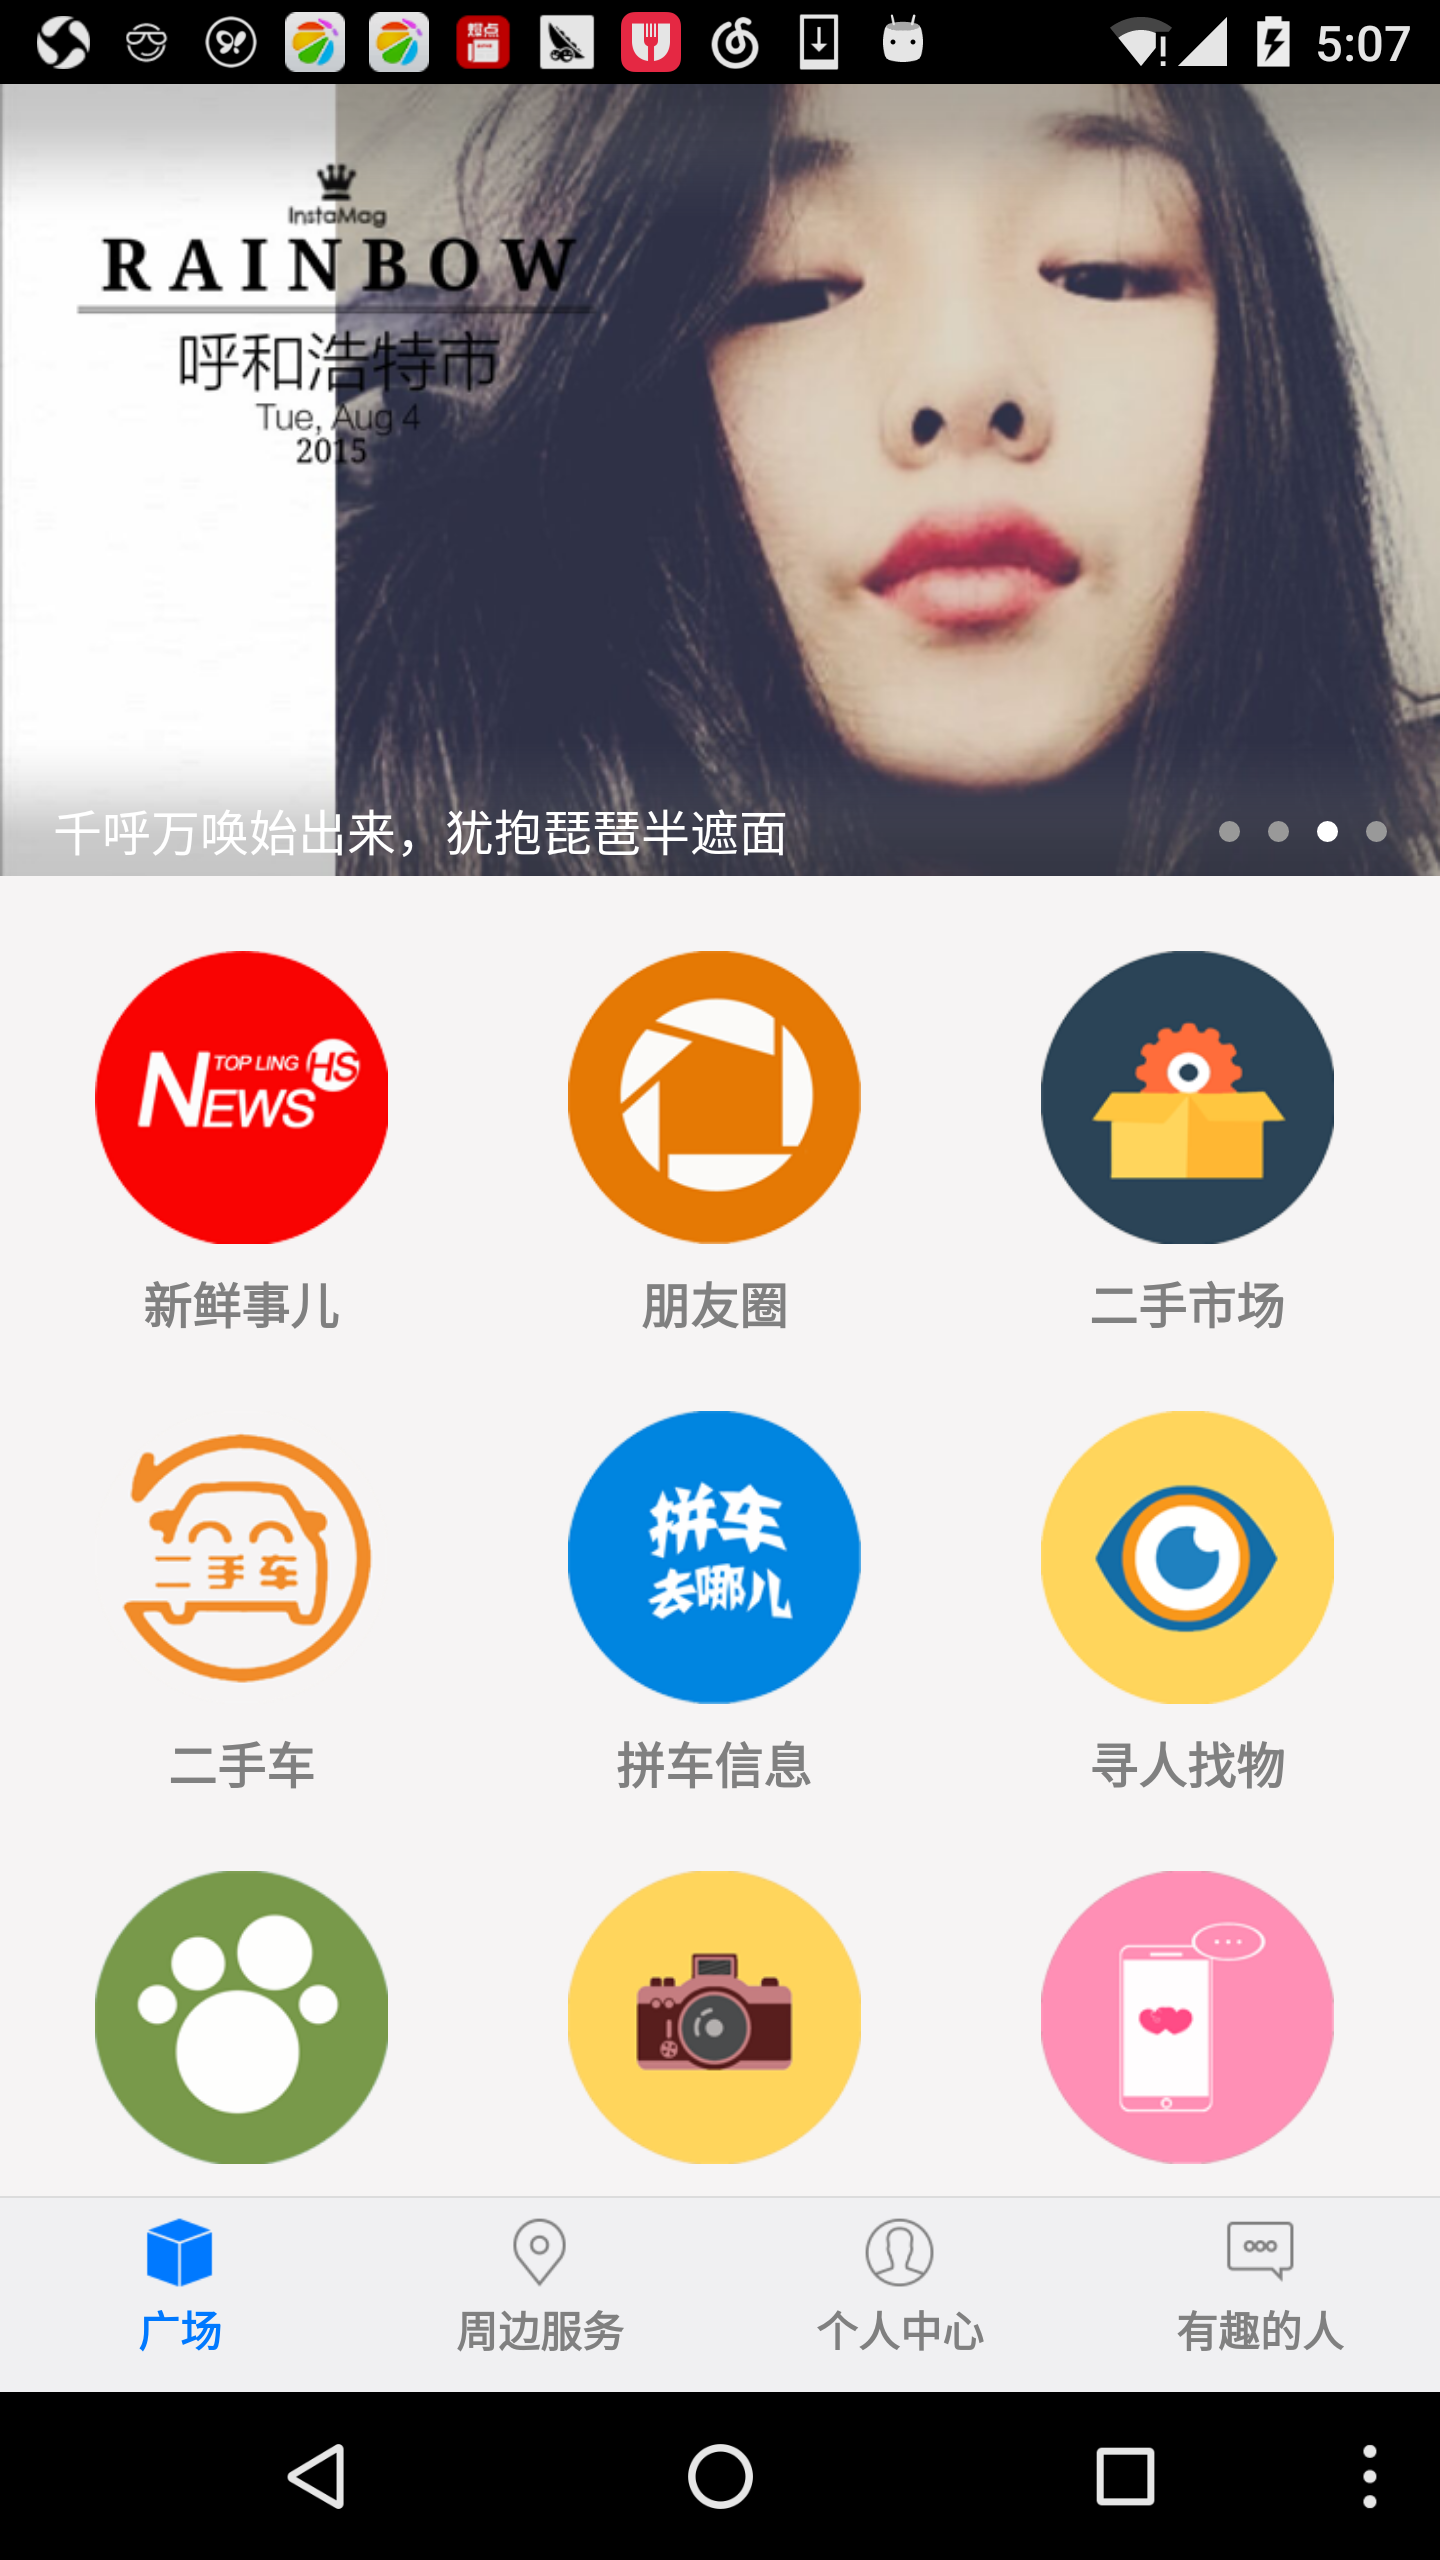 5:07
InstaMag
RAINBOW
呼和浩特市
Tue, Aug 4
2015
千呼万唤始出来，犹抱琵琶半遮面
TOP LING HS
NEWS
新鲜事儿
朋友圈
二手市场
二手车
拼车
去哪儿
二手车
拼车信息
寻人找物
广场
周边服务
个人中心
有趣的人